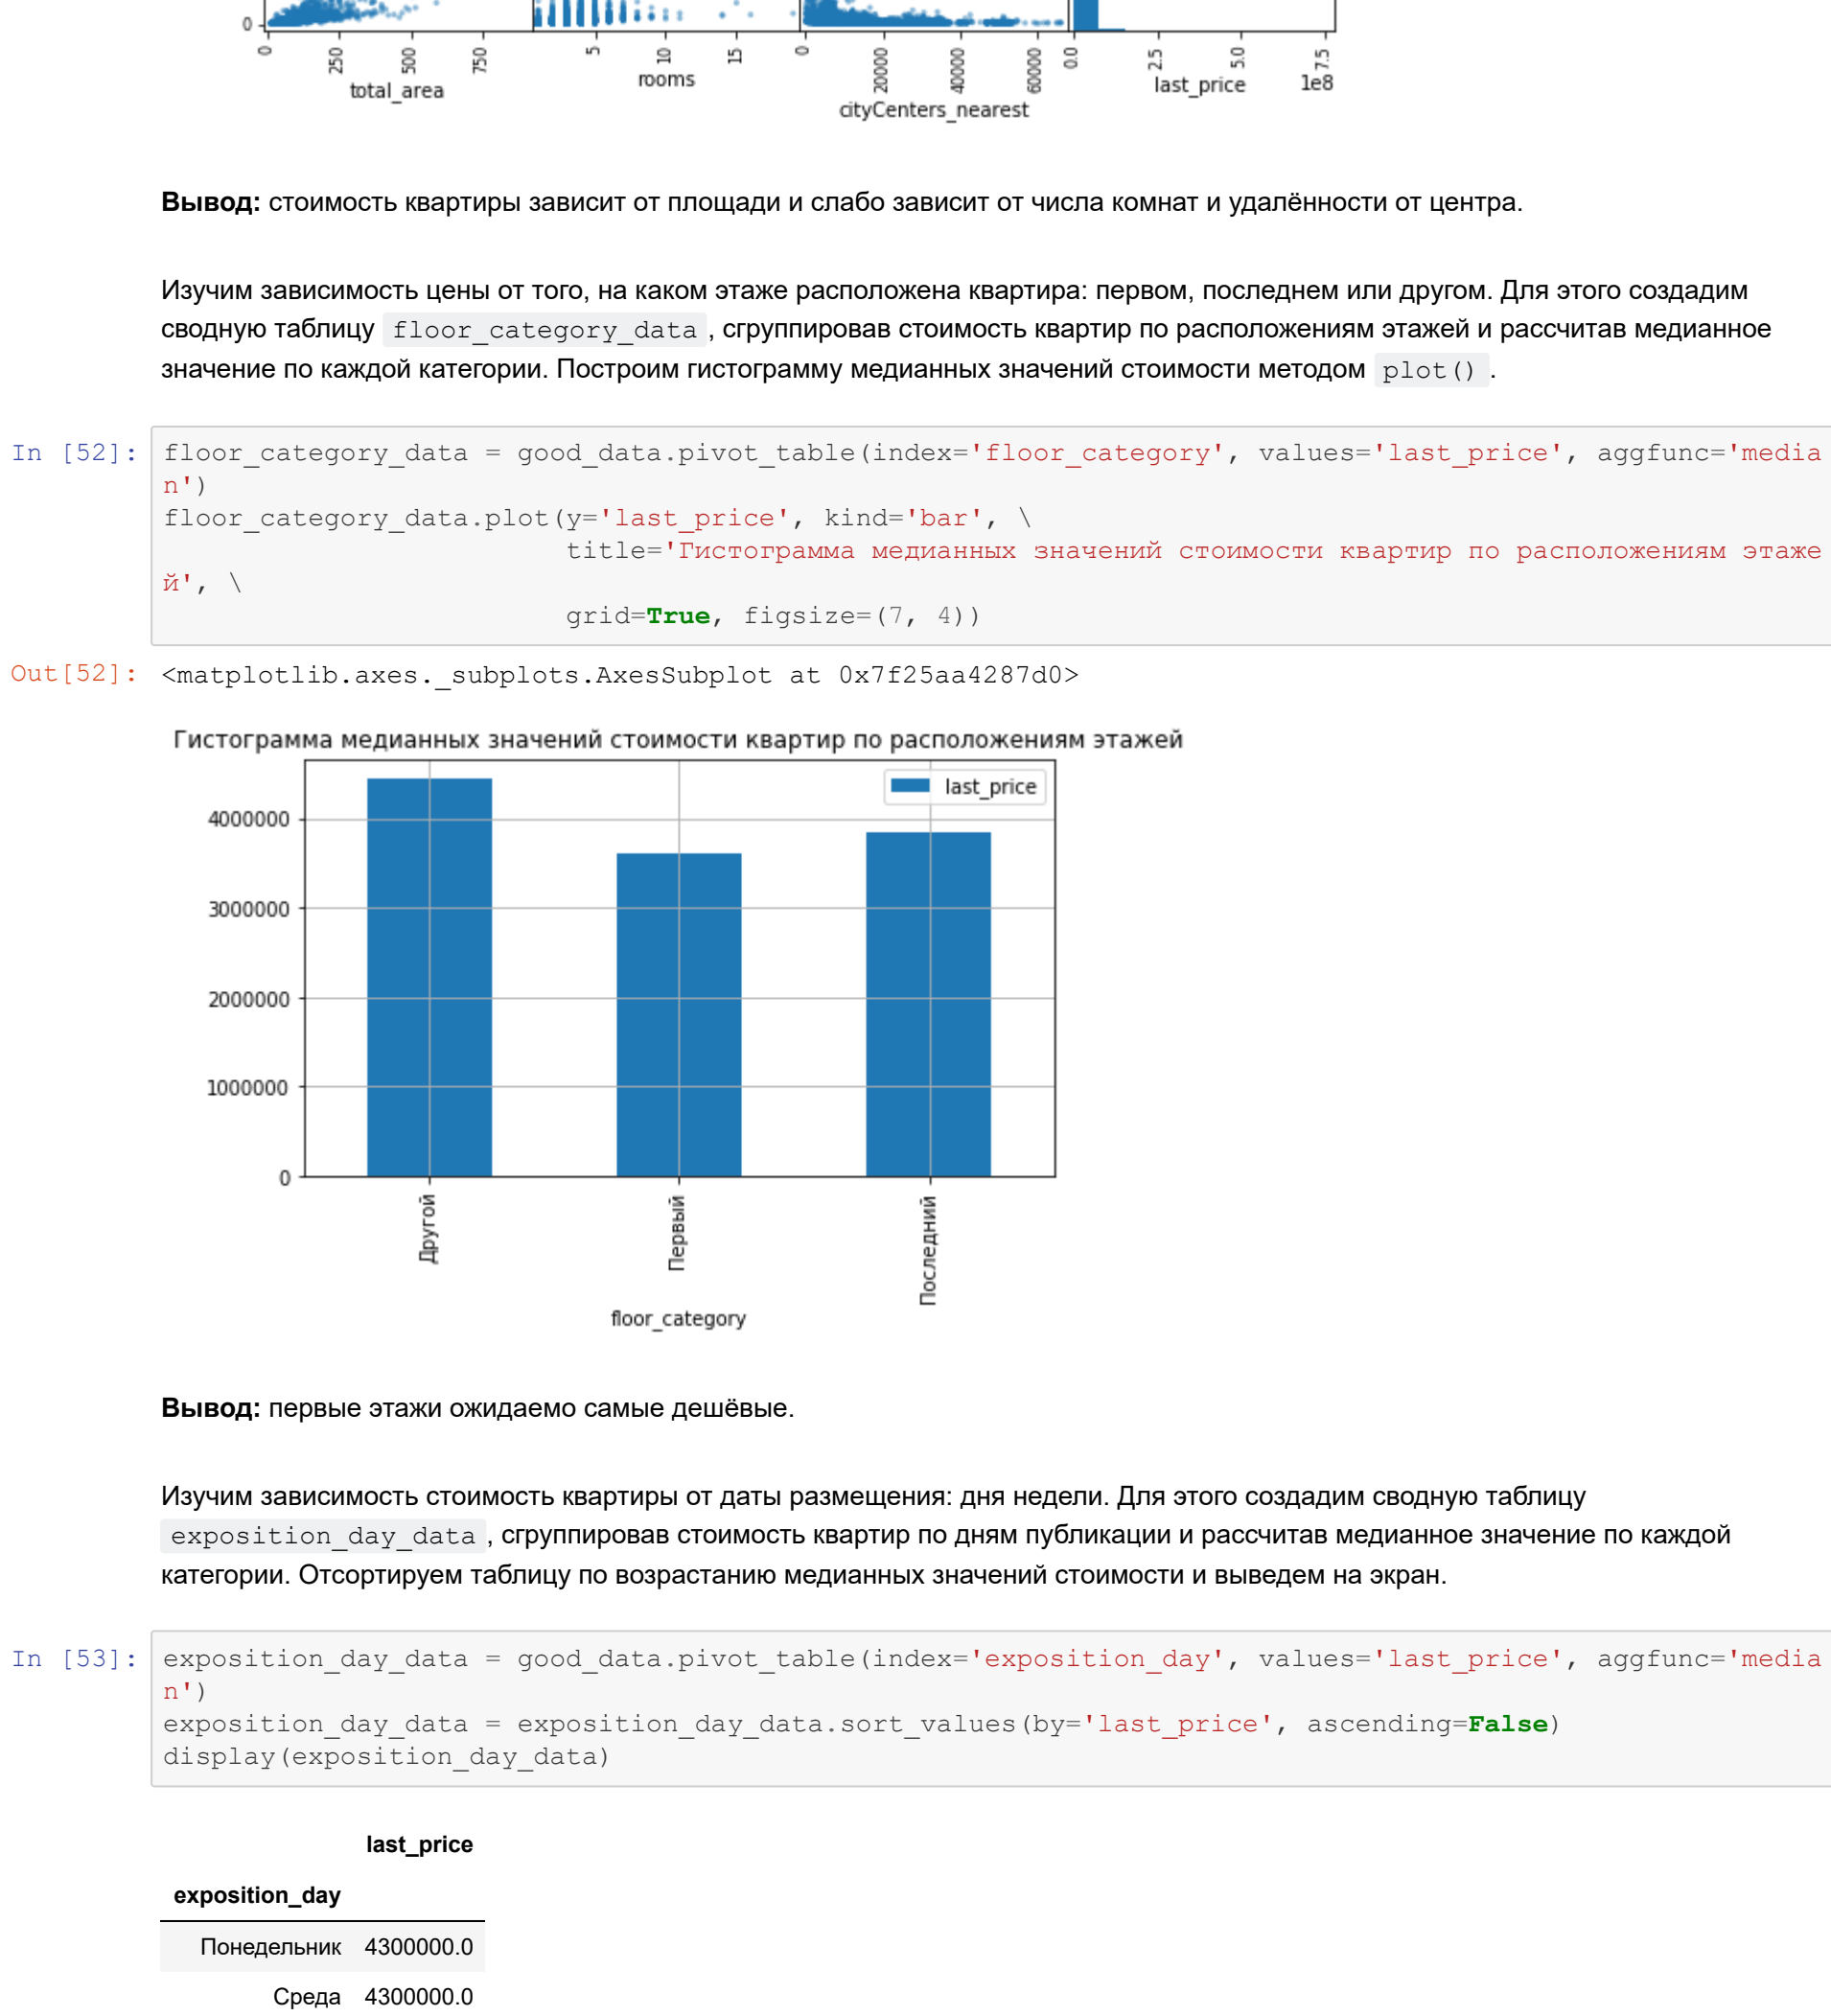 0
0 250 500 750 5 10 15 0 20000 40000 60000 0.0 2.5 5.0 7.5
total_area rooms cityCenters_nearest last_price 1e8
Вывод: стоимость квартиры зависит от площади и слабо зависит от числа комнат и удалённости от центра.
Изучим зависимость цены от того, на каком этаже расположена квартира: первом, последнем или другом. Для этого создадим
сводную таблицу floor_category_data , сгруппировав стоимость квартир по расположениям этажей и рассчитав медианное
значение по каждой категории. Построим гистограмму медианных значений стоимости методом plot() .
In [52]: floor_category_data = good_data.pivot_table(index='floor_category', values='last_price', aggfunc='media
n')
floor_category_data.plot(y='last_price', kind='bar', \
title='Гистограмма медианных значений стоимости квартир по расположениям этаже
й', \
grid=True, figsize=(7, 4))
Out[52]: <matplotlib.axes._subplots.AxesSubplot at 0x7f25aa4287d0>
Гистограмма медианных значений стоимости квартир по расположениям этажей
last_price
4000000
3000000
2000000
1000000
0
Другой Первый Последний
floor_category
Вывод: первые этажи ожидаемо самые дешёвые.
Изучим зависимость стоимость квартиры от даты размещения: дня недели. Для этого создадим сводную таблицу
exposition_day_data , сгруппировав стоимость квартир по дням публикации и рассчитав медианное значение по каждой
категории. Отсортируем таблицу по возрастанию медианных значений стоимости и выведем на экран.
In [53]: exposition_day_data = good_data.pivot_table(index='exposition_day', values='last_price', aggfunc='media
n')
exposition_day_data = exposition_day_data.sort_values(by='last_price', ascending=False)
display(exposition_day_data)
last_price
exposition_day
Понедельник 4300000.0
Среда 4300000.0